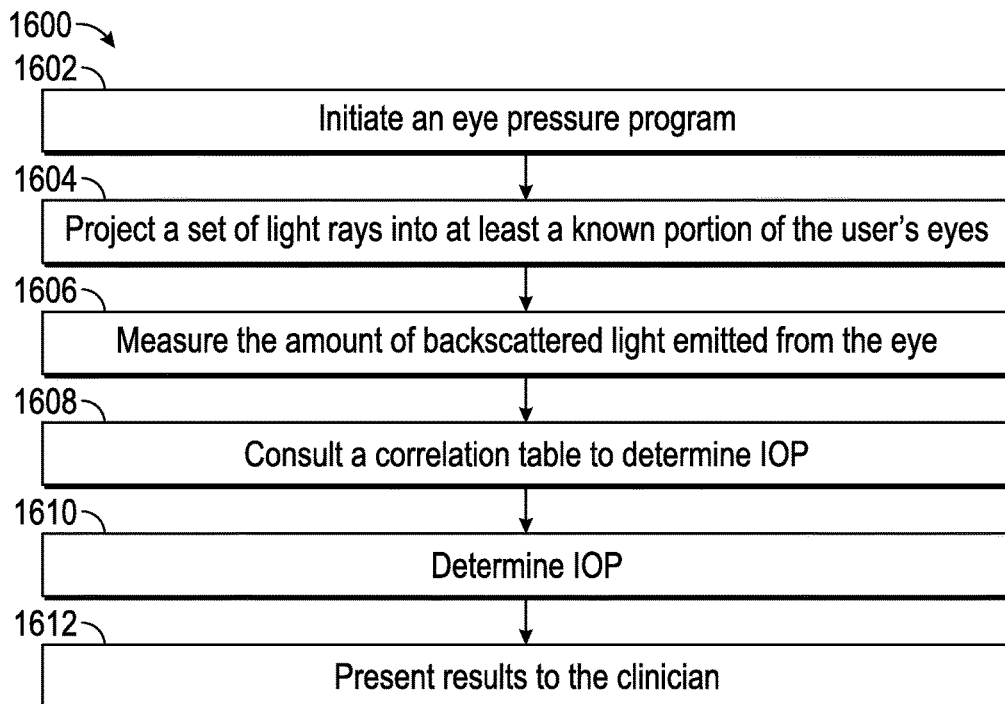 1600
1602
Initiate an eye pressure program
1604
Project a set of light rays into at least a known portion of the user's eyes
1606
Measure the amount of backscattered light emitted from the eye
1608
Consult a correlation table to determine IOP
1610
Determine IOP
1612
Present results to the clinician